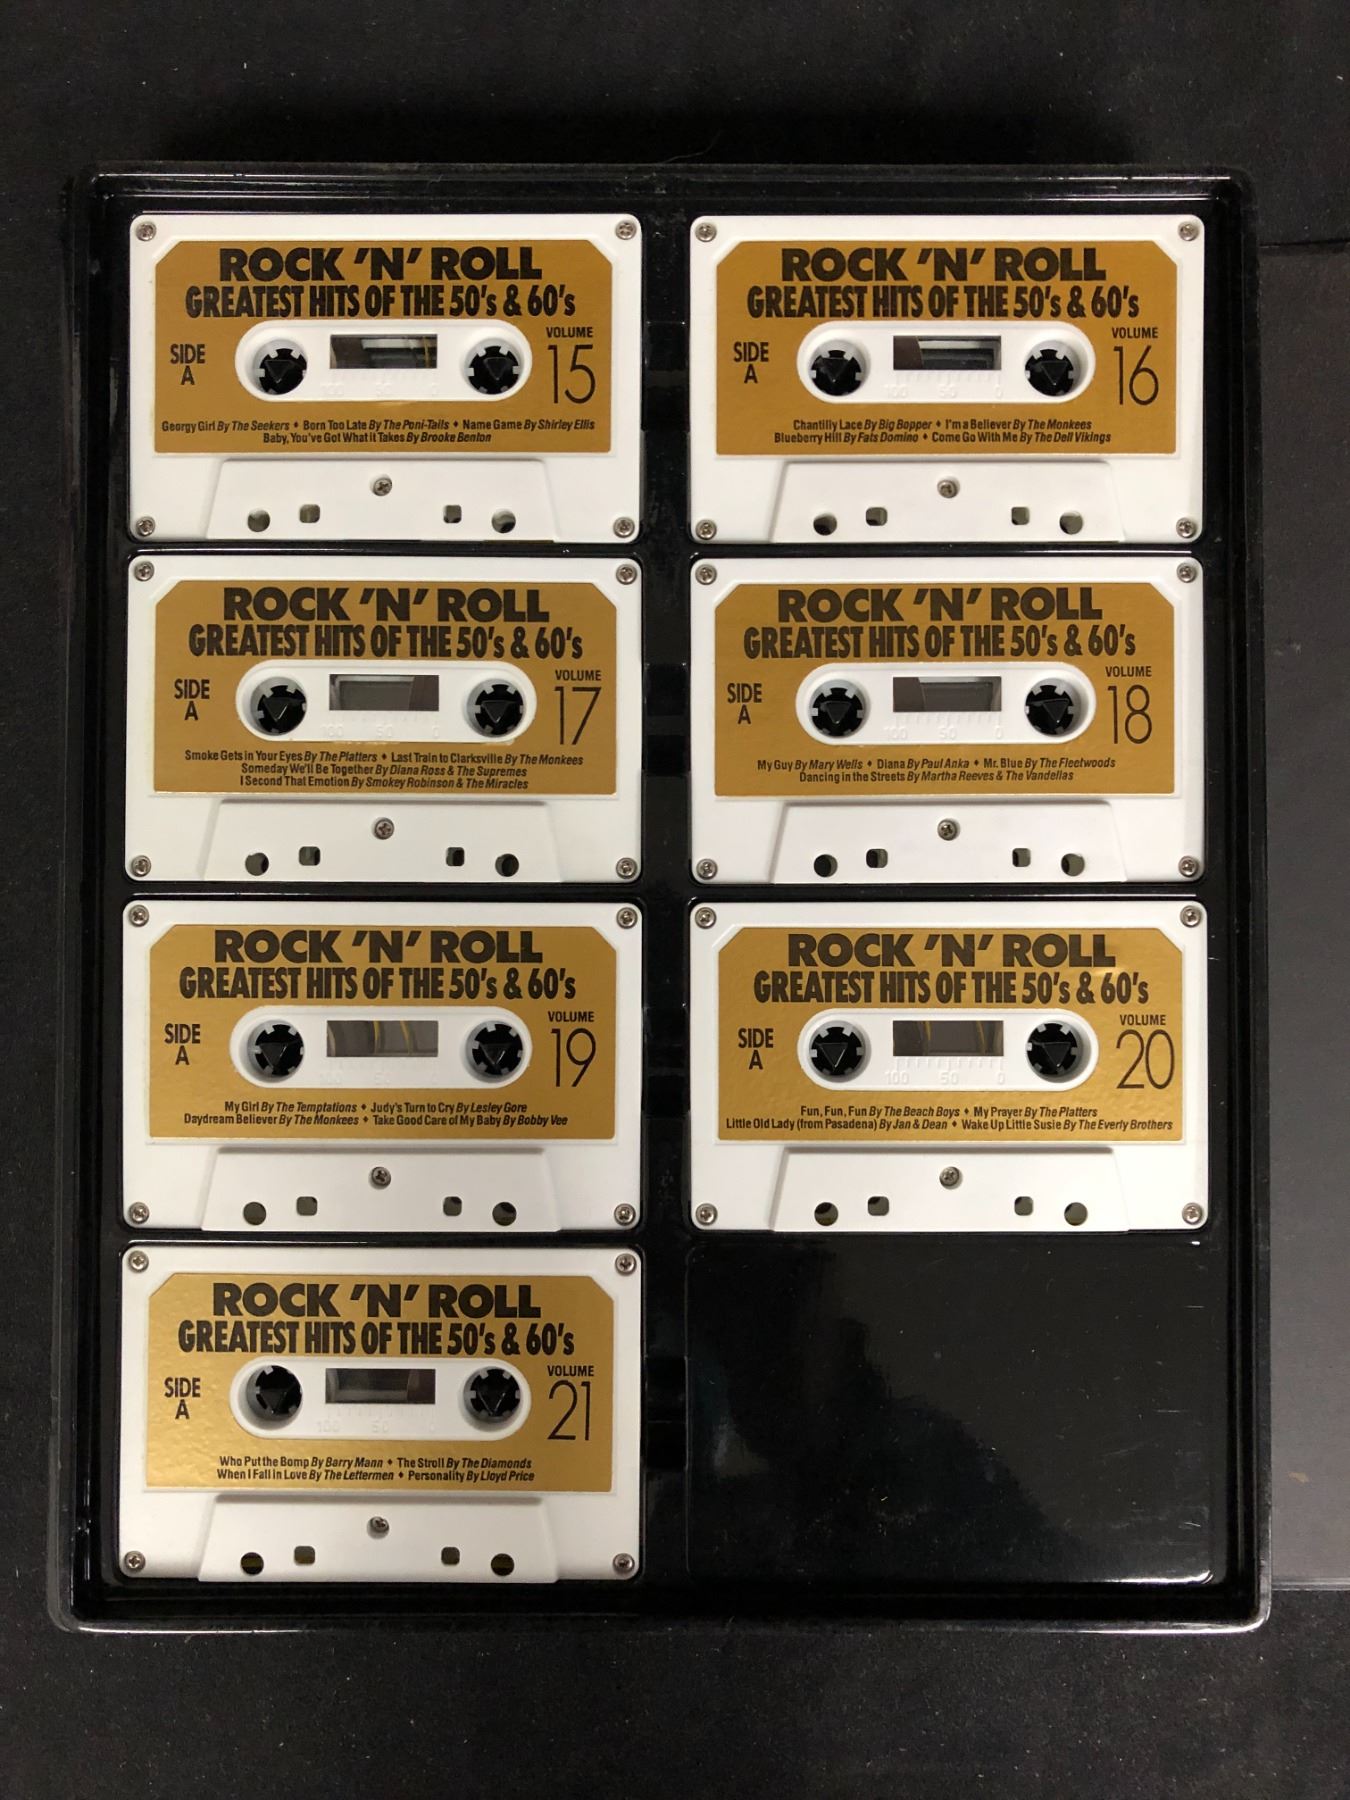 ROCK 'N' ROLL
GREATEST HITS OF THE 50's & 60's
SIDE
A
VOLUME
15
100 50 0
Georgy Girl By The Seekers ♦ Born Too Late By The Poni-Tails ♦ Name Game By Shirley Ellis
Baby, You've Got What it Takes By Brooke Benton
ROCK 'N' ROLL
GREATEST HITS OF THE 50's & 60's
SIDE
A
VOLUME
16
100 50 0
Chantilly Lace By Big Bopper ♦ I'm a Believer By The Monkees
Blueberry Hill By Fats Domino ♦ Come Go With Me By The Dell Vikings
ROCK 'N' ROLL
GREATEST HITS OF THE 50's & 60's
SIDE
A
VOLUME
17
100 50 0
Smoke Gets in Your Eyes By The Platters ♦ Last Train to Clarksville By The Monkees
Someday We'll Be Together By Diana Ross & The Supremes
I Second That Emotion By Smokey Robinson & The Miracles
ROCK 'N' ROLL
GREATEST HITS OF THE 50's & 60's
SIDE
A
VOLUME
18
100 50 0
My Guy By Mary Wells ♦ Diana By Paul Anka ♦ Mr. Blue By The Fleetwoods
Dancing in the Streets By Martha Reeves & The Vandellas
ROCK 'N' ROLL
GREATEST HITS OF THE 50's & 60's
SIDE
A
VOLUME
19
100 50 0
My Girl By The Temptations ♦ Judy's Turn to Cry By Lesley Gore
Daydream Believer By The Monkees ♦ Take Good Care of My Baby By Bobby Vee
ROCK 'N' ROLL
GREATEST HITS OF THE 50's & 60's
SIDE
A
VOLUME
20
100 50 0
Fun, Fun, Fun By The Beach Boys ♦ My Prayer By The Platters
Little Old Lady (from Pasadena) By Jan & Dean ♦ Wake Up Little Susie By The Everly Brothers
ROCK 'N' ROLL
GREATEST HITS OF THE 50's & 60's
SIDE
A
VOLUME
21
100 50 0
Who Put the Bomp By Barry Mann ♦ The Stroll By The Diamonds
When I Fall in Love By The Lettermen ♦ Personality By Lloyd Price